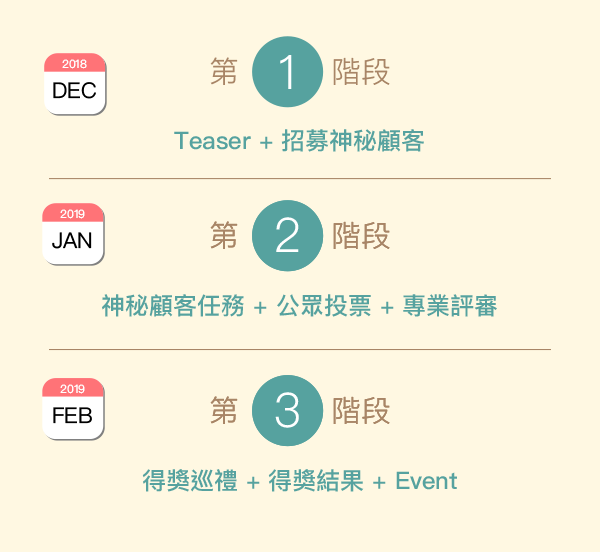 2018
DEC
第 1 階段
Teaser + 招募神秘顧客
2019
JAN
第 2 階段
神秘顧客任務 + 公眾投票 + 專業評審
2019
FEB
第 3 階段
得獎巡禮 + 得獎結果 + Event